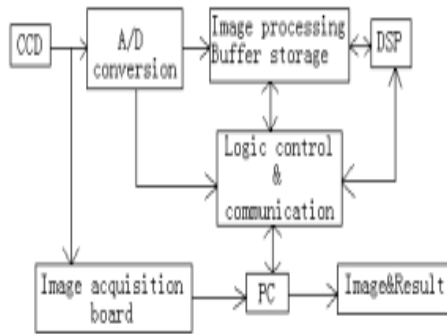 CCD
A/D
conversion
Image processing
Buffer storage
DSP
Logic control
&
communication
Image acquisition
board
PC
Image&Result